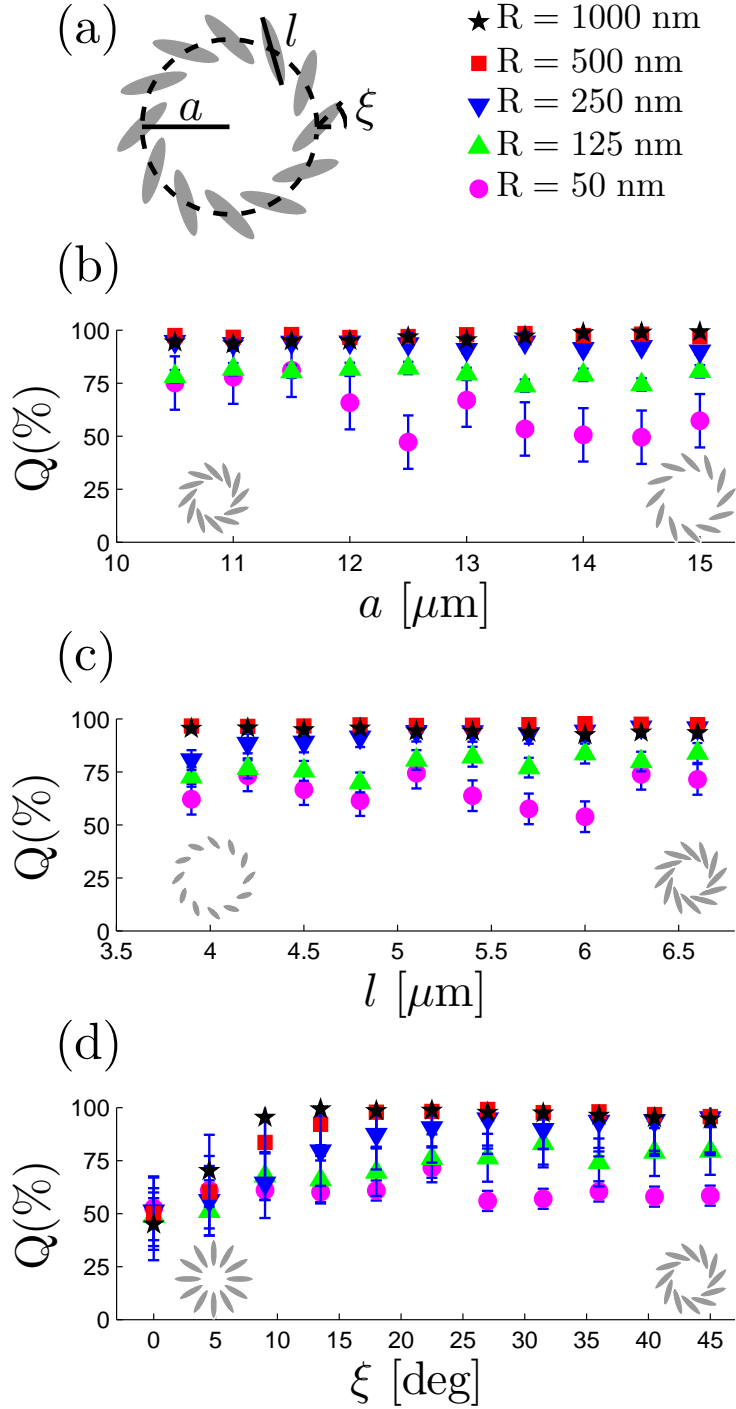 (a)
l
a
ξ
R = 1000 nm
R = 500 nm
R = 250 nm
R = 125 nm
R = 50 nm
(b)
Q(%)
100
75
50
25
0
10 11 12 13 14 15
a [μm]
(c)
Q(%)
100
75
50
25
0
3.5 4 4.5 5 5.5 6 6.5
l [μm]
(d)
Q(%)
100
75
50
25
0
0 5 10 15 20 25 30 35 40 45
ξ [deg]